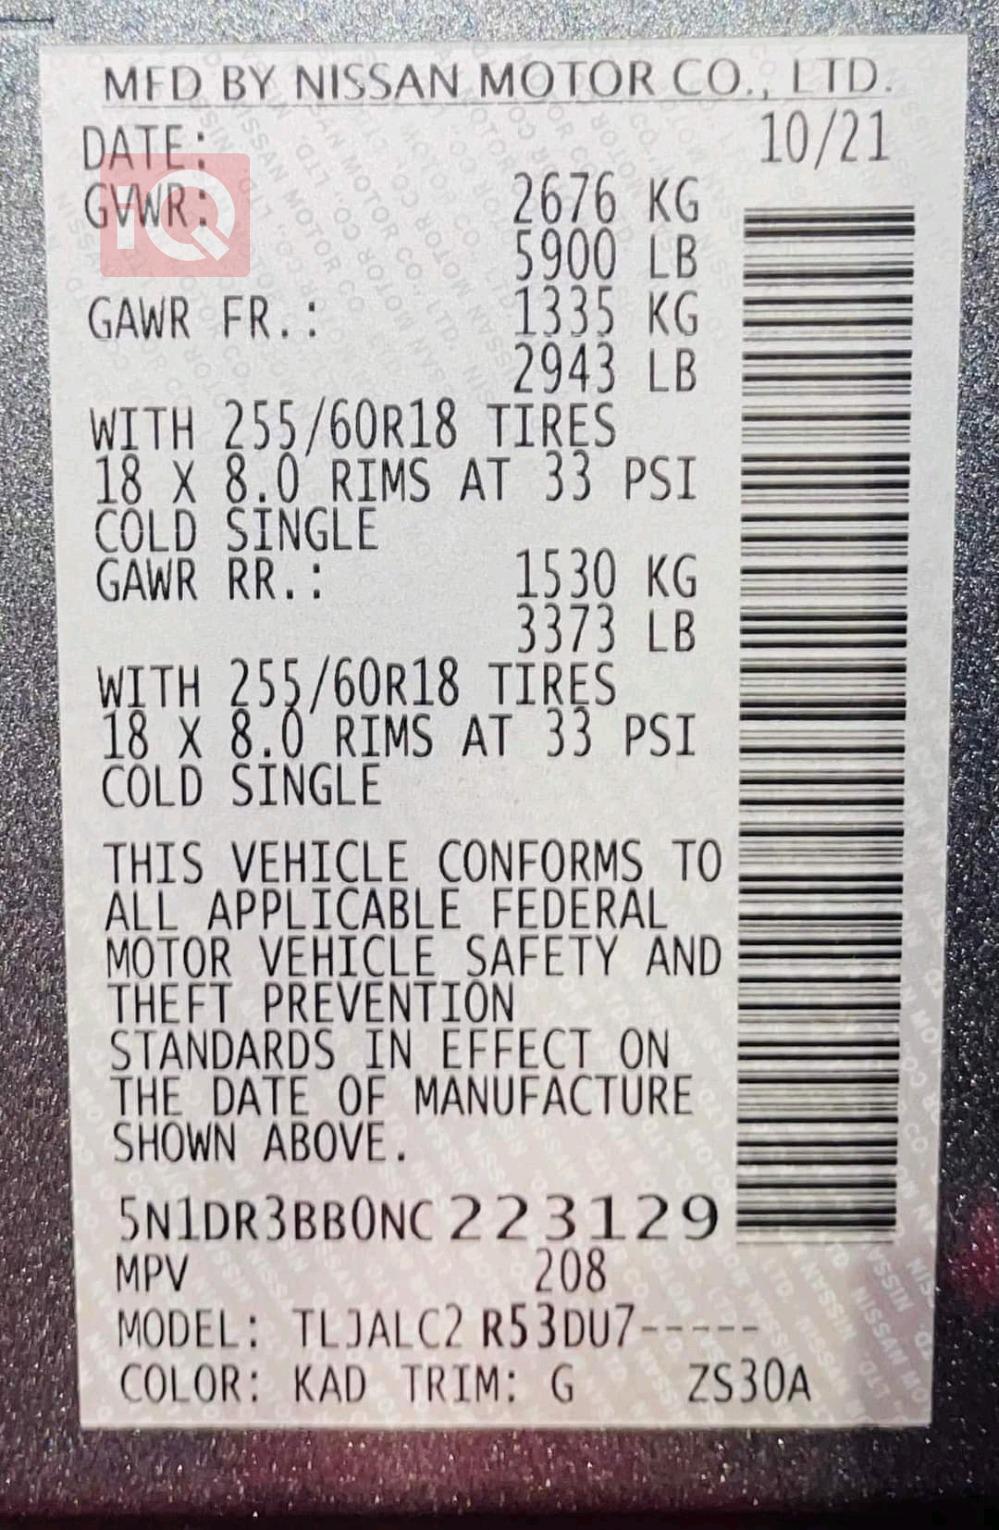 MFD BY NISSAN MOTOR CO., LTD.
DATE: 10/21
GVWR: 2676 KG
5900 LB
GAWR FR.: 1335 KG
2943 LB
WITH 255/60R18 TIRES
18 X 8.0 RIMS AT 33 PSI
COLD SINGLE
GAWR RR.: 1530 KG
3373 LB
WITH 255/60R18 TIRES
18 X 8.0 RIMS AT 33 PSI
COLD SINGLE
THIS VEHICLE CONFORMS TO
ALL APPLICABLE FEDERAL
MOTOR VEHICLE SAFETY AND
THEFT PREVENTION
STANDARDS IN EFFECT ON
THE DATE OF MANUFACTURE
SHOWN ABOVE.
5N1DR3BB0NC223129
MPV 208
MODEL: TLJALC2 R53DU7-----
COLOR: KAD TRIM: G ZS30A
iQ